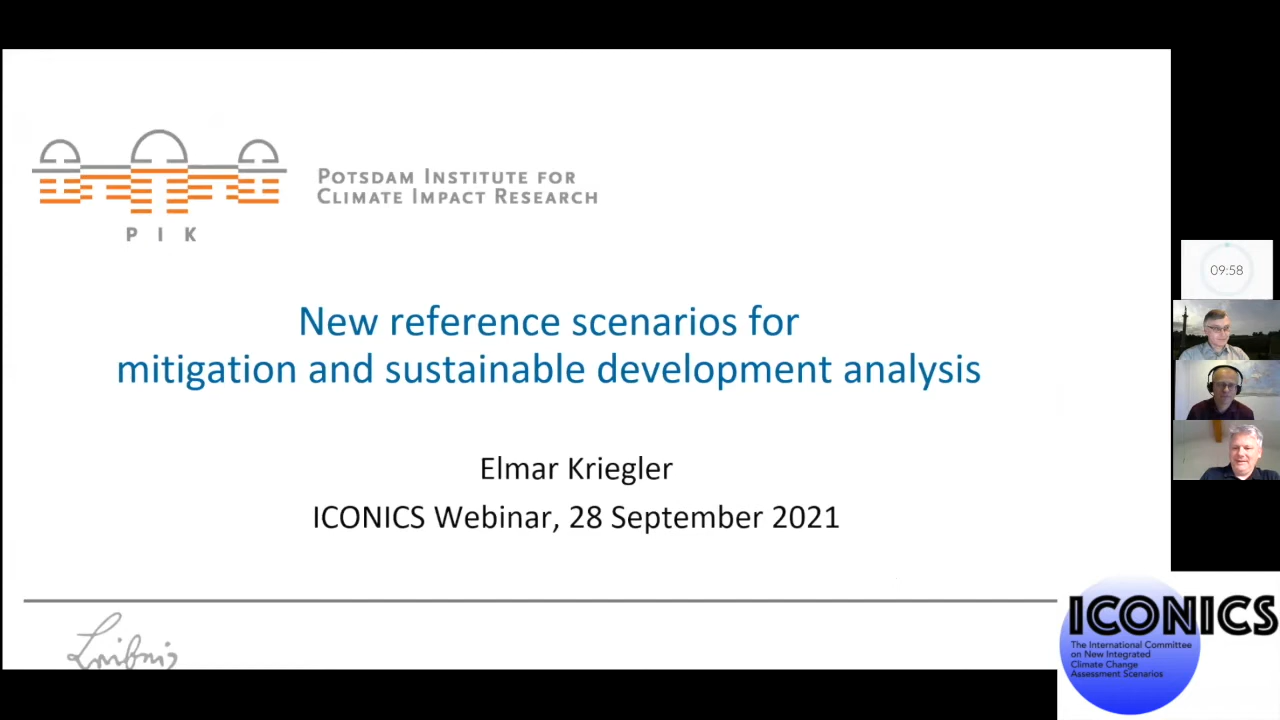 POTSDAM INSTITUTE FOR
CLIMATE IMPACT RESEARCH
P I K
New reference scenarios for
mitigation and sustainable development analysis
Elmar Kriegler
ICONICS Webinar, 28 September 2021
Leibniz
09:58
ICONICS
The International Committee
on New Integrated
Climate Change
Assessment Scenarios